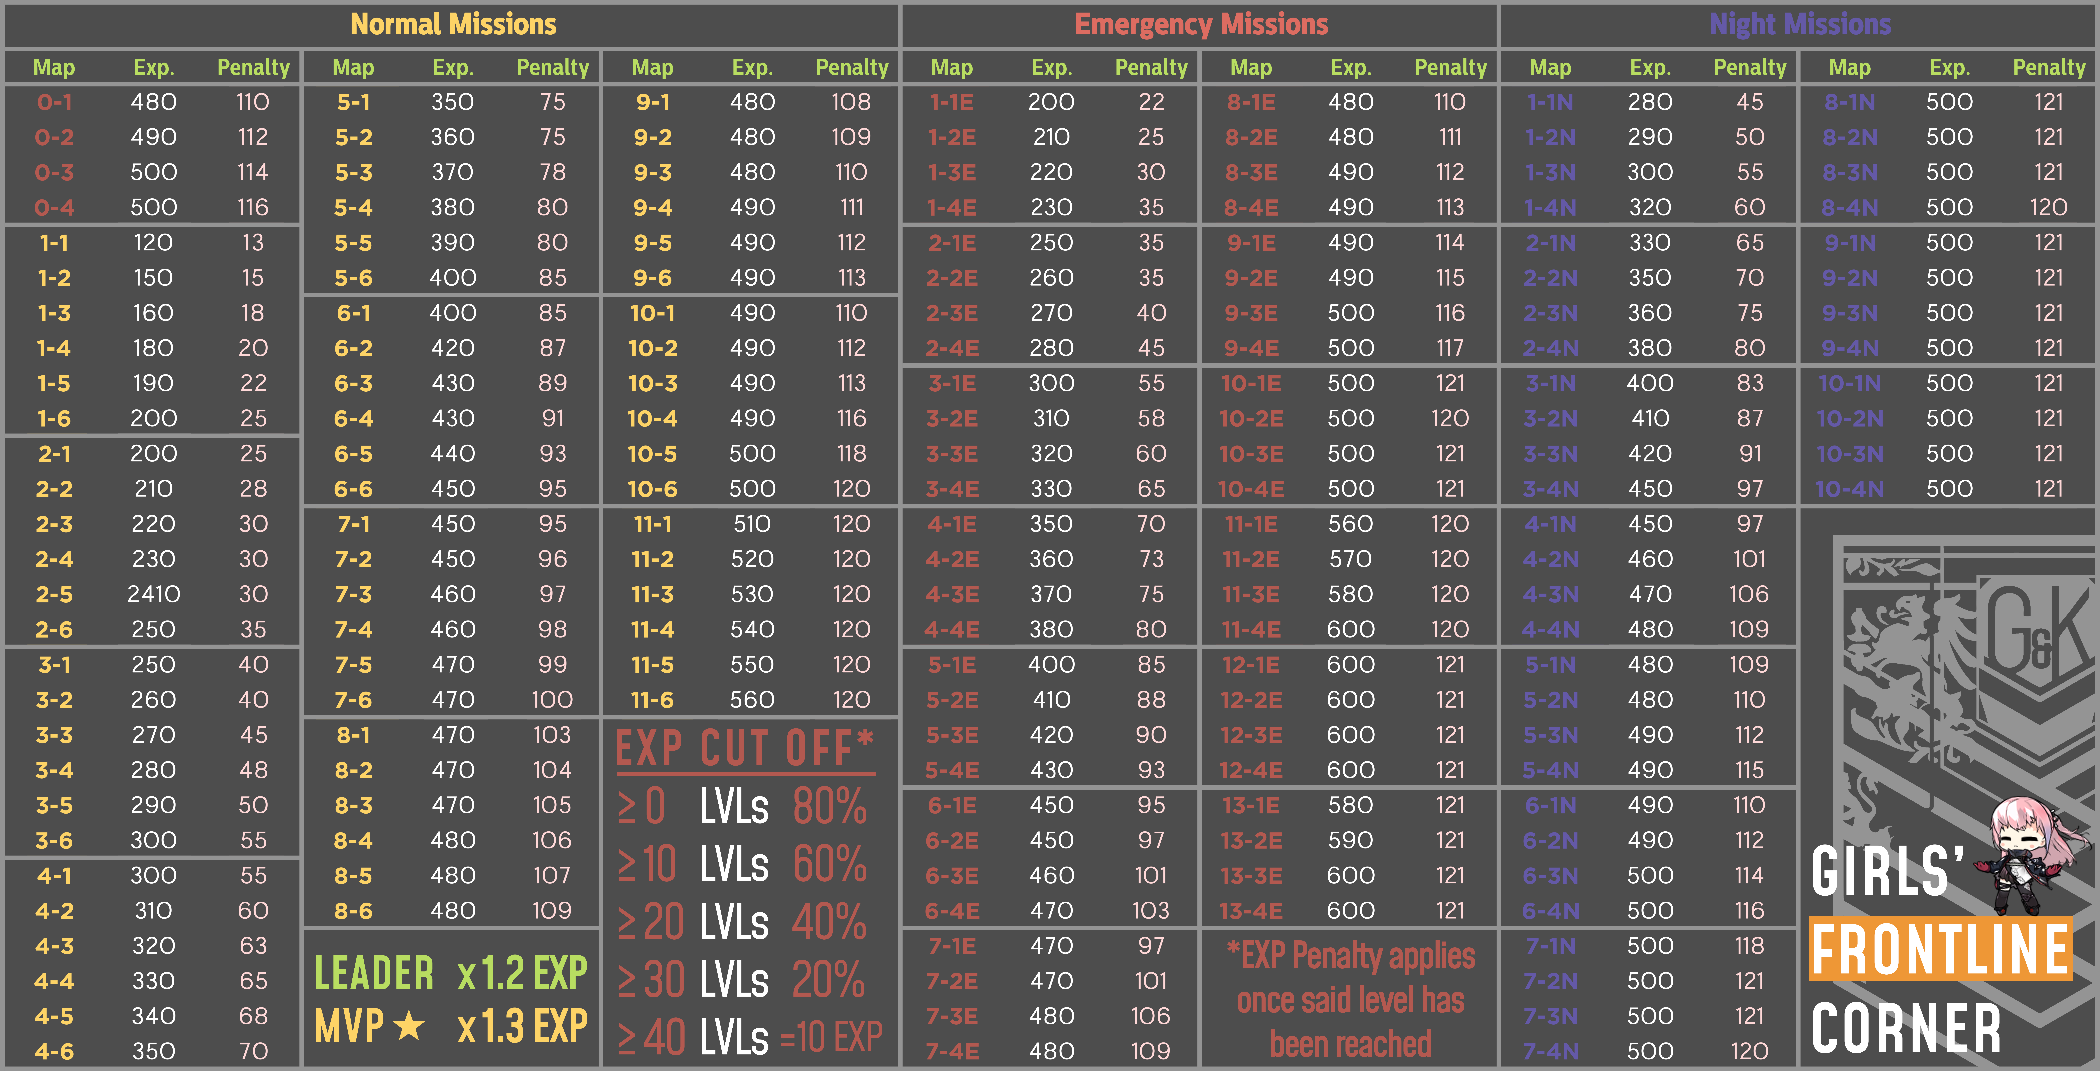 Normal Missions Emergency Missions Night Missions
Map Exp. Penalty Map Exp. Penalty Map Exp. Penalty Map Exp. Penalty Map Exp. Penalty Map Exp. Penalty Map Exp. Penalty
0-1 480 110 5-1 350 75 9-1 480 108 1-1E 200 22 8-1E 480 110 1-1N 280 45 8-1N 500 121
0-2 490 112 5-2 360 75 9-2 480 109 1-2E 210 25 8-2E 480 111 1-2N 290 50 8-2N 500 121
0-3 500 114 5-3 370 78 9-3 480 110 1-3E 220 30 8-3E 490 112 1-3N 300 55 8-3N 500 121
0-4 500 116 5-4 380 80 9-4 490 111 1-4E 230 35 8-4E 490 113 1-4N 320 60 8-4N 500 120
1-1 120 13 5-5 390 80 9-5 490 112 2-1E 250 35 9-1E 490 114 2-1N 330 65 9-1N 500 121
1-2 150 15 5-6 400 85 9-6 490 113 2-2E 260 35 9-2E 490 115 2-2N 350 70 9-2N 500 121
1-3 160 18 6-1 400 85 10-1 490 110 2-3E 270 40 9-3E 500 116 2-3N 360 75 9-3N 500 121
1-4 180 20 6-2 420 87 10-2 490 112 2-4E 280 45 9-4E 500 117 2-4N 380 80 9-4N 500 121
1-5 190 22 6-3 430 89 10-3 490 113 3-1E 300 55 10-1E 500 121 3-1N 400 83 10-1N 500 121
1-6 200 25 6-4 430 91 10-4 490 116 3-2E 310 58 10-2E 500 120 3-2N 410 87 10-2N 500 121
2-1 200 25 6-5 440 93 10-5 500 118 3-3E 320 60 10-3E 500 121 3-3N 420 91 10-3N 500 121
2-2 210 28 6-6 450 95 10-6 500 120 3-4E 330 65 10-4E 500 121 3-4N 450 97 10-4N 500 121
2-3 220 30 7-1 450 95 11-1 510 120 4-1E 350 70 11-1E 560 120 4-1N 450 97
2-4 230 30 7-2 450 96 11-2 520 120 4-2E 360 73 11-2E 570 120 4-2N 460 101
2-5 2410 30 7-3 460 97 11-3 530 120 4-3E 370 75 11-3E 580 120 4-3N 470 106
2-6 250 35 7-4 460 98 11-4 540 120 4-4E 380 80 11-4E 600 120 4-4N 480 109
3-1 250 40 7-5 470 99 11-5 550 120 5-1E 400 85 12-1E 600 121 5-1N 480 109
3-2 260 40 7-6 470 100 11-6 560 120 5-2E 410 88 12-2E 600 121 5-2N 480 110
3-3 270 45 8-1 470 103 5-3E 420 90 12-3E 600 121 5-3N 490 112
3-4 280 48 8-2 470 104 5-4E 430 93 12-4E 600 121 5-4N 490 115
3-5 290 50 8-3 470 105 6-1E 450 95 13-1E 580 121 6-1N 490 110
3-6 300 55 8-4 480 106 6-2E 450 97 13-2E 590 121 6-2N 490 112
4-1 300 55 8-5 480 107 6-3E 460 101 13-3E 600 121 6-3N 500 114
4-2 310 60 8-6 480 109 6-4E 470 103 13-4E 600 121 6-4N 500 116
4-3 320 63 7-1E 470 97 7-1N 500 118
4-4 330 65 7-2E 470 101 7-2N 500 121
4-5 340 68 7-3E 480 106 7-3N 500 121
4-6 350 70 7-4E 480 109 7-4N 500 120
LEADER x1.2 EXP
MVP ★ x1.3 EXP
EXP CUT OFF*
≥0 LVLs 80%
≥10 LVLs 60%
≥20 LVLs 40%
≥30 LVLs 20%
≥40 LVLs =10 EXP
*EXP Penalty applies
once said level has
been reached
G&K
GIRLS'
FRONTLINE
CORNER